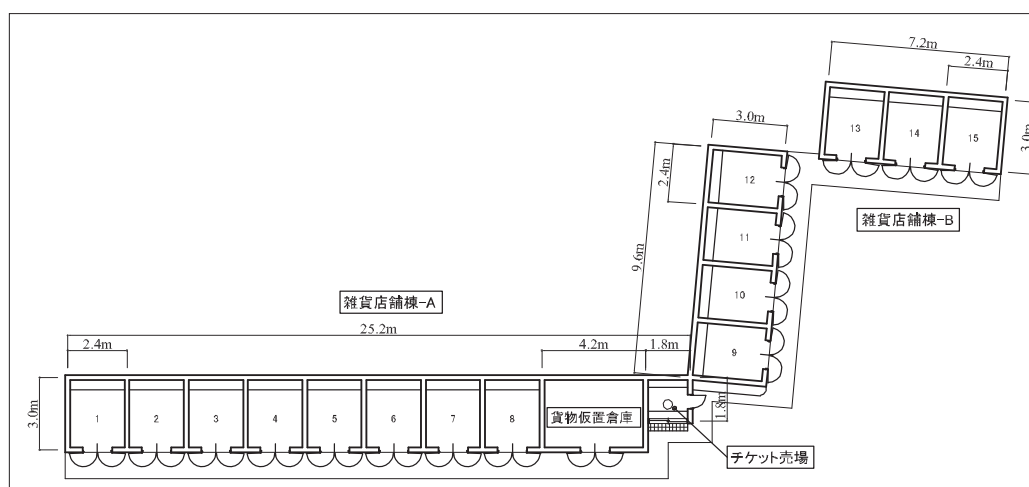 7.2m
2.4m
3.0m
13
14
15
3.0m
2.4m
12
雑貨店舗棟-B
11
9.6m
10
雑貨店舗棟-A
25.2m
2.4m
4.2m
1.8m
9
3.0m
1
2
3
4
5
6
7
8
貨物仮置倉庫
1.8m
チケット売場